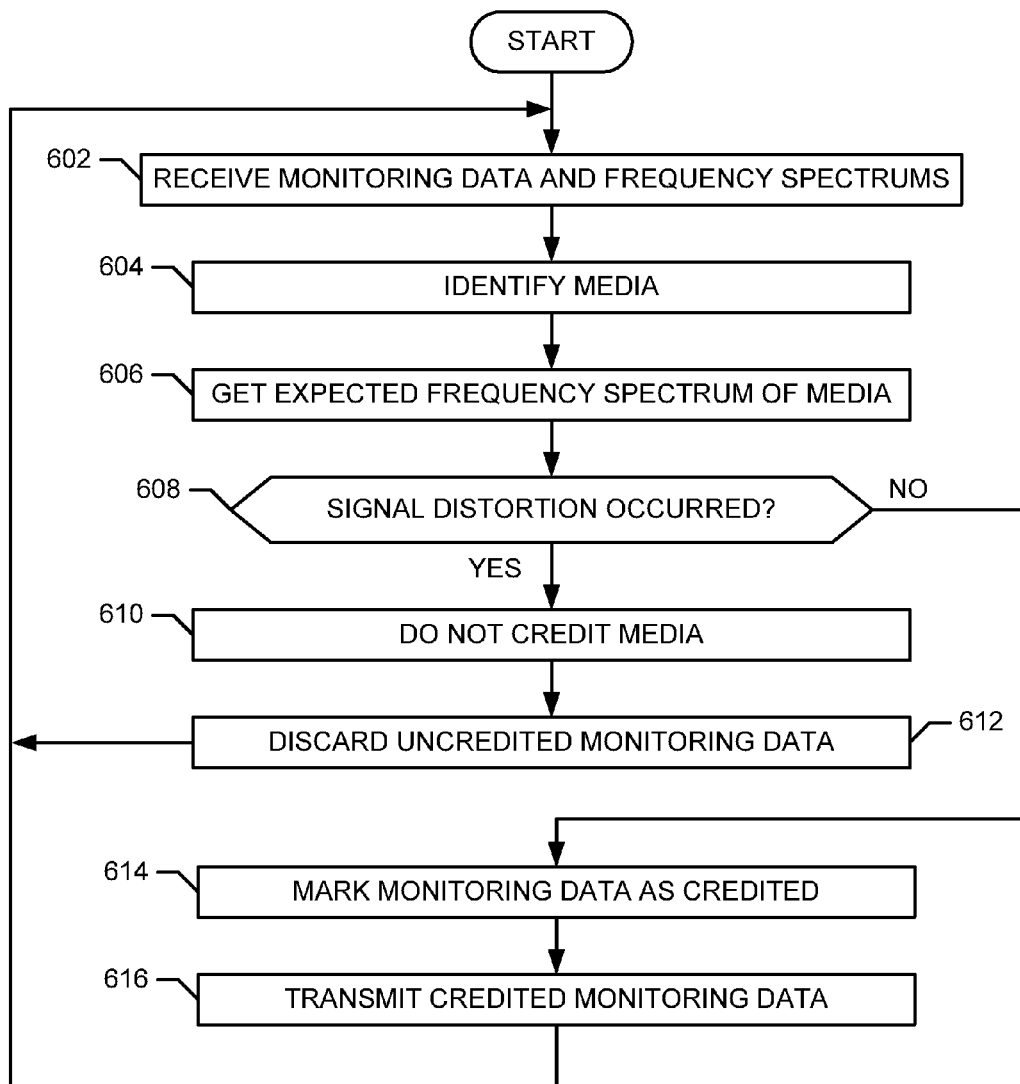 START
602
RECEIVE MONITORING DATA AND FREQUENCY SPECTRUMS
604
IDENTIFY MEDIA
606
GET EXPECTED FREQUENCY SPECTRUM OF MEDIA
608
SIGNAL DISTORTION OCCURRED?
NO
YES
610
DO NOT CREDIT MEDIA
DISCARD UNCREDITED MONITORING DATA
612
614
MARK MONITORING DATA AS CREDITED
616
TRANSMIT CREDITED MONITORING DATA